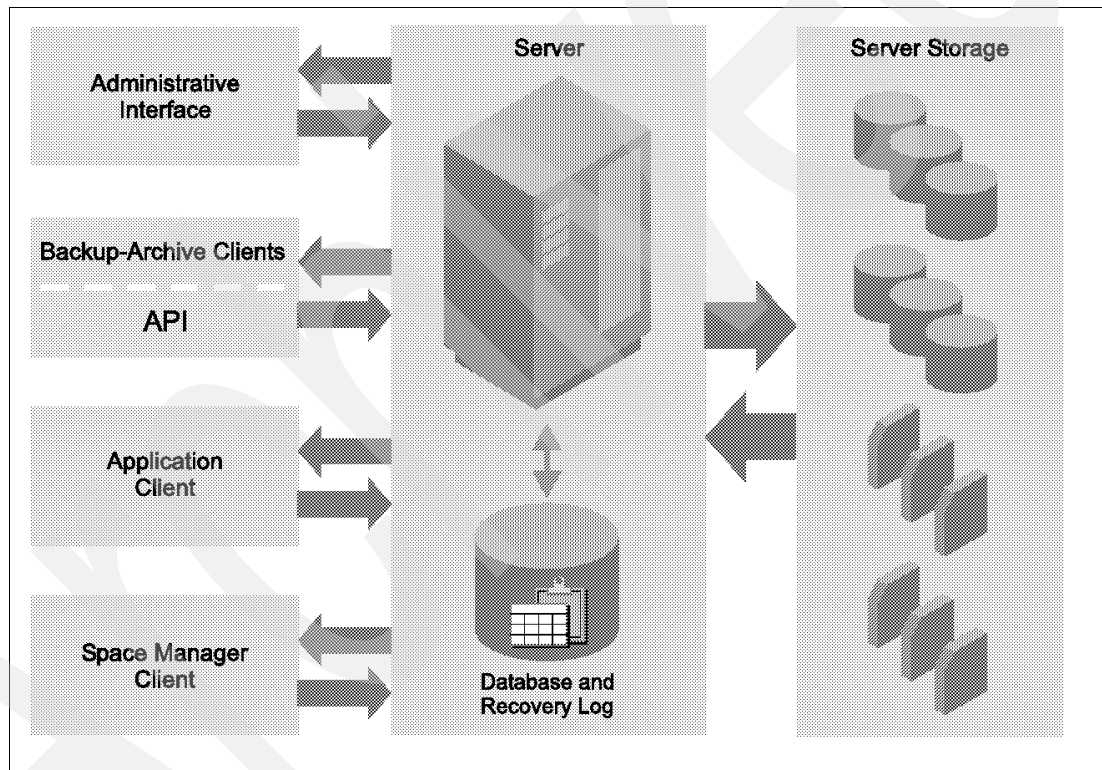 Administrative
Interface
Backup-Archive Clients
API
Application
Client
Space Manager
Client
Server
Database and
Recovery Log
Server Storage